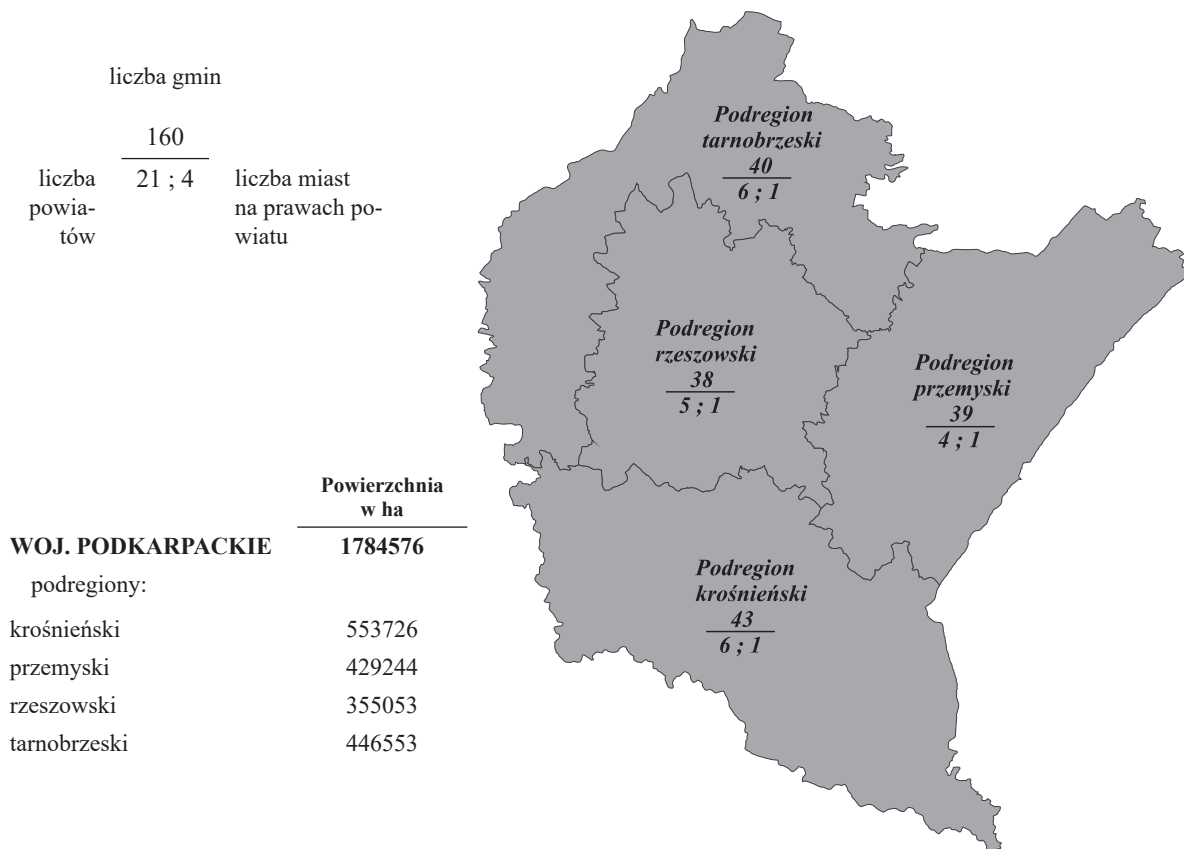 liczba gmin
160
liczba powia-tów
21 ; 4
liczba miast
na prawach po-
wiatu
Podregion
tarnobrzeski
40
6 ; 1
Podregion
rzeszowski
38
5 ; 1
Podregion
przemyski
39
4 ; 1
Podregion
krośnieński
43
6 ; 1
Powierzchnia
w ha
WOJ. PODKARPACKIE 1784576
podregiony:
krośnieński 553726
przemyski 429244
rzeszowski 355053
tarnobrzeski 446553